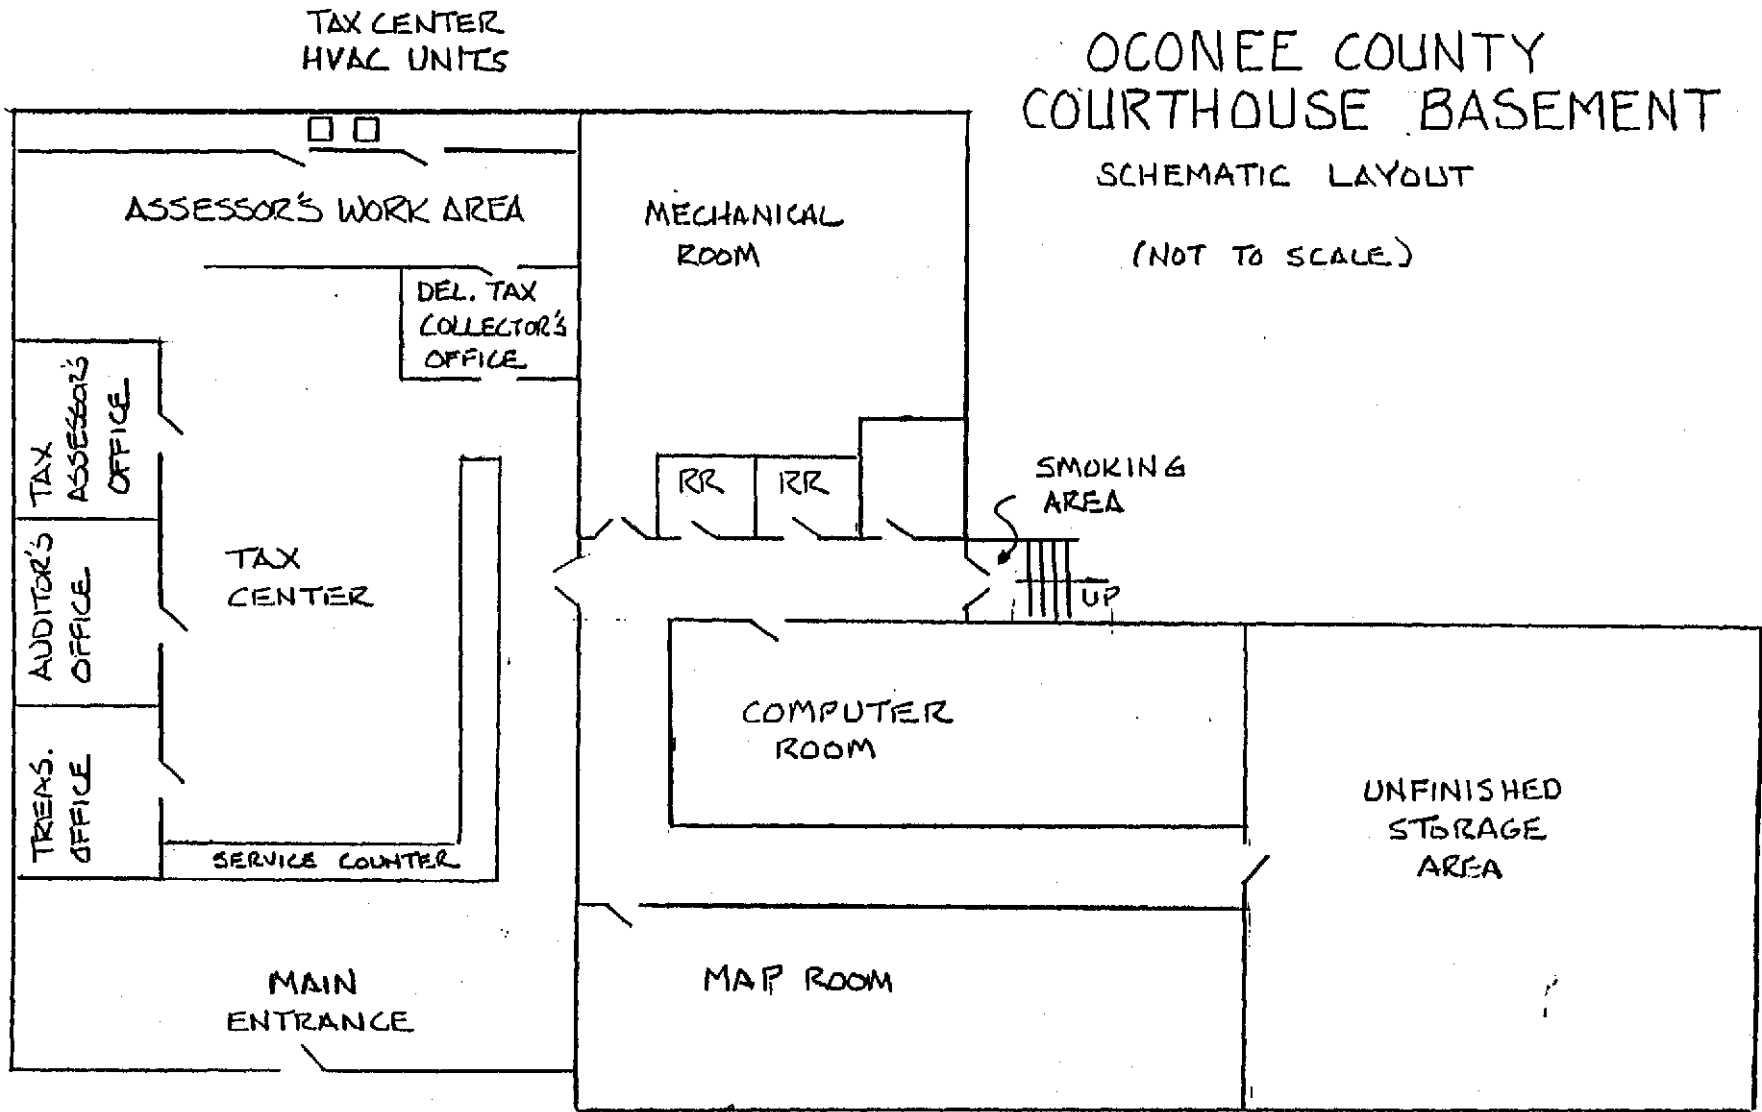 TAX CENTER
HVAC UNITS
OCONEE COUNTY
COURTHOUSE BASEMENT
SCHEMATIC LAYOUT
(NOT TO SCALE)
ASSESSOR'S WORK AREA
MECHANICAL
ROOM
DEL. TAX
COLLECTOR'S
OFFICE
TAX
ASSESSOR'S
OFFICE
RR
RR
SMOKING
AREA
AUDITOR'S
OFFICE
TAX
CENTER
UP
TREAS.
OFFICE
COMPUTER
ROOM
UNFINISHED
STORAGE
AREA
SERVICE COUNTER
MAIN
ENTRANCE
MAP ROOM